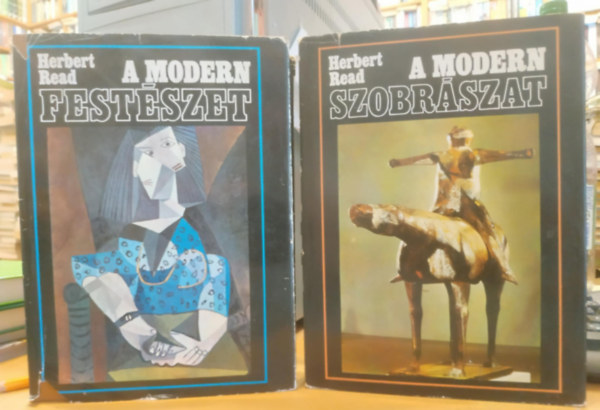 Herbert
Read
A MODERN
FESTÉSZET
Herbert
Read
A MODERN
SZOBRÁSZAT